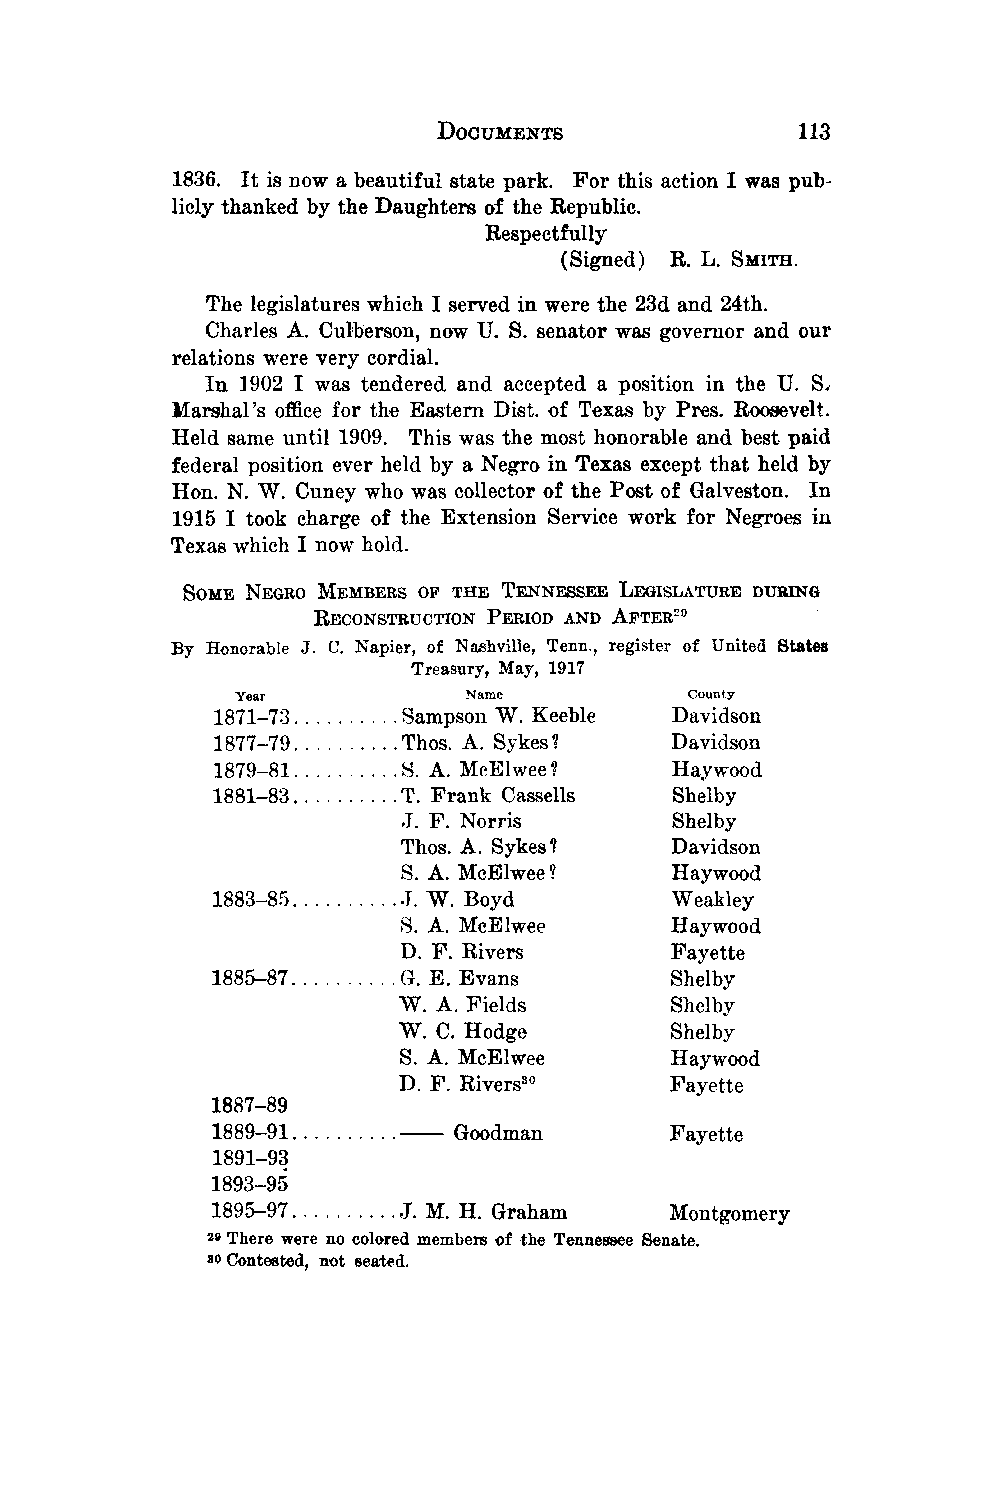 DOCUMENTS 113
1836. It is now a beautiful state park. For this action I was pub-
licly thanked by the Daughters of the Republic.
Respectfully
(Signed) R. L. SMITH.
The legislatures which I served in were the 23d and 24th.
Charles A. Culberson, now U. S. senator was governor and our
relations were very cordial.
In 1902 I was tendered and accepted a position in the U. S.
Marshal's office for the Eastern Dist. of Texas by Pres. Roosevelt.
Held same until 1909. This was the most honorable and best paid
federal position ever held by a Negro in Texas except that held by
Hon. N. W. Cuney who was collector of the Post of Galveston. In
1915 I took charge of the Extension Service work for Negroes in
Texas which I now hold.
SOME NEGRO MEMBERS OF THE TENNESSEE LEGISLATURE DURING
RECONSTRUCTION PERIOD AND AFTER²⁹
By Honorable J. C. Napier, of Nashville, Tenn., register of United States
Treasury, May, 1917
Year Name County
1871–73..........Sampson W. Keeble Davidson
1877–79..........Thos. A. Sykes? Davidson
1879–81..........S. A. McElwee? Haywood
1881–83..........T. Frank Cassells Shelby
J. F. Norris Shelby
Thos. A. Sykes? Davidson
S. A. McElwee? Haywood
1883–85..........J. W. Boyd Weakley
S. A. McElwee Haywood
D. F. Rivers Fayette
1885–87..........G. E. Evans Shelby
W. A. Fields Shelby
W. C. Hodge Shelby
S. A. McElwee Haywood
D. F. Rivers³⁰ Fayette
1887–89
1889–91..........—— Goodman Fayette
1891–93
1893–95
1895–97..........J. M. H. Graham Montgomery
²⁹ There were no colored members of the Tennessee Senate.
³⁰ Contested, not seated.